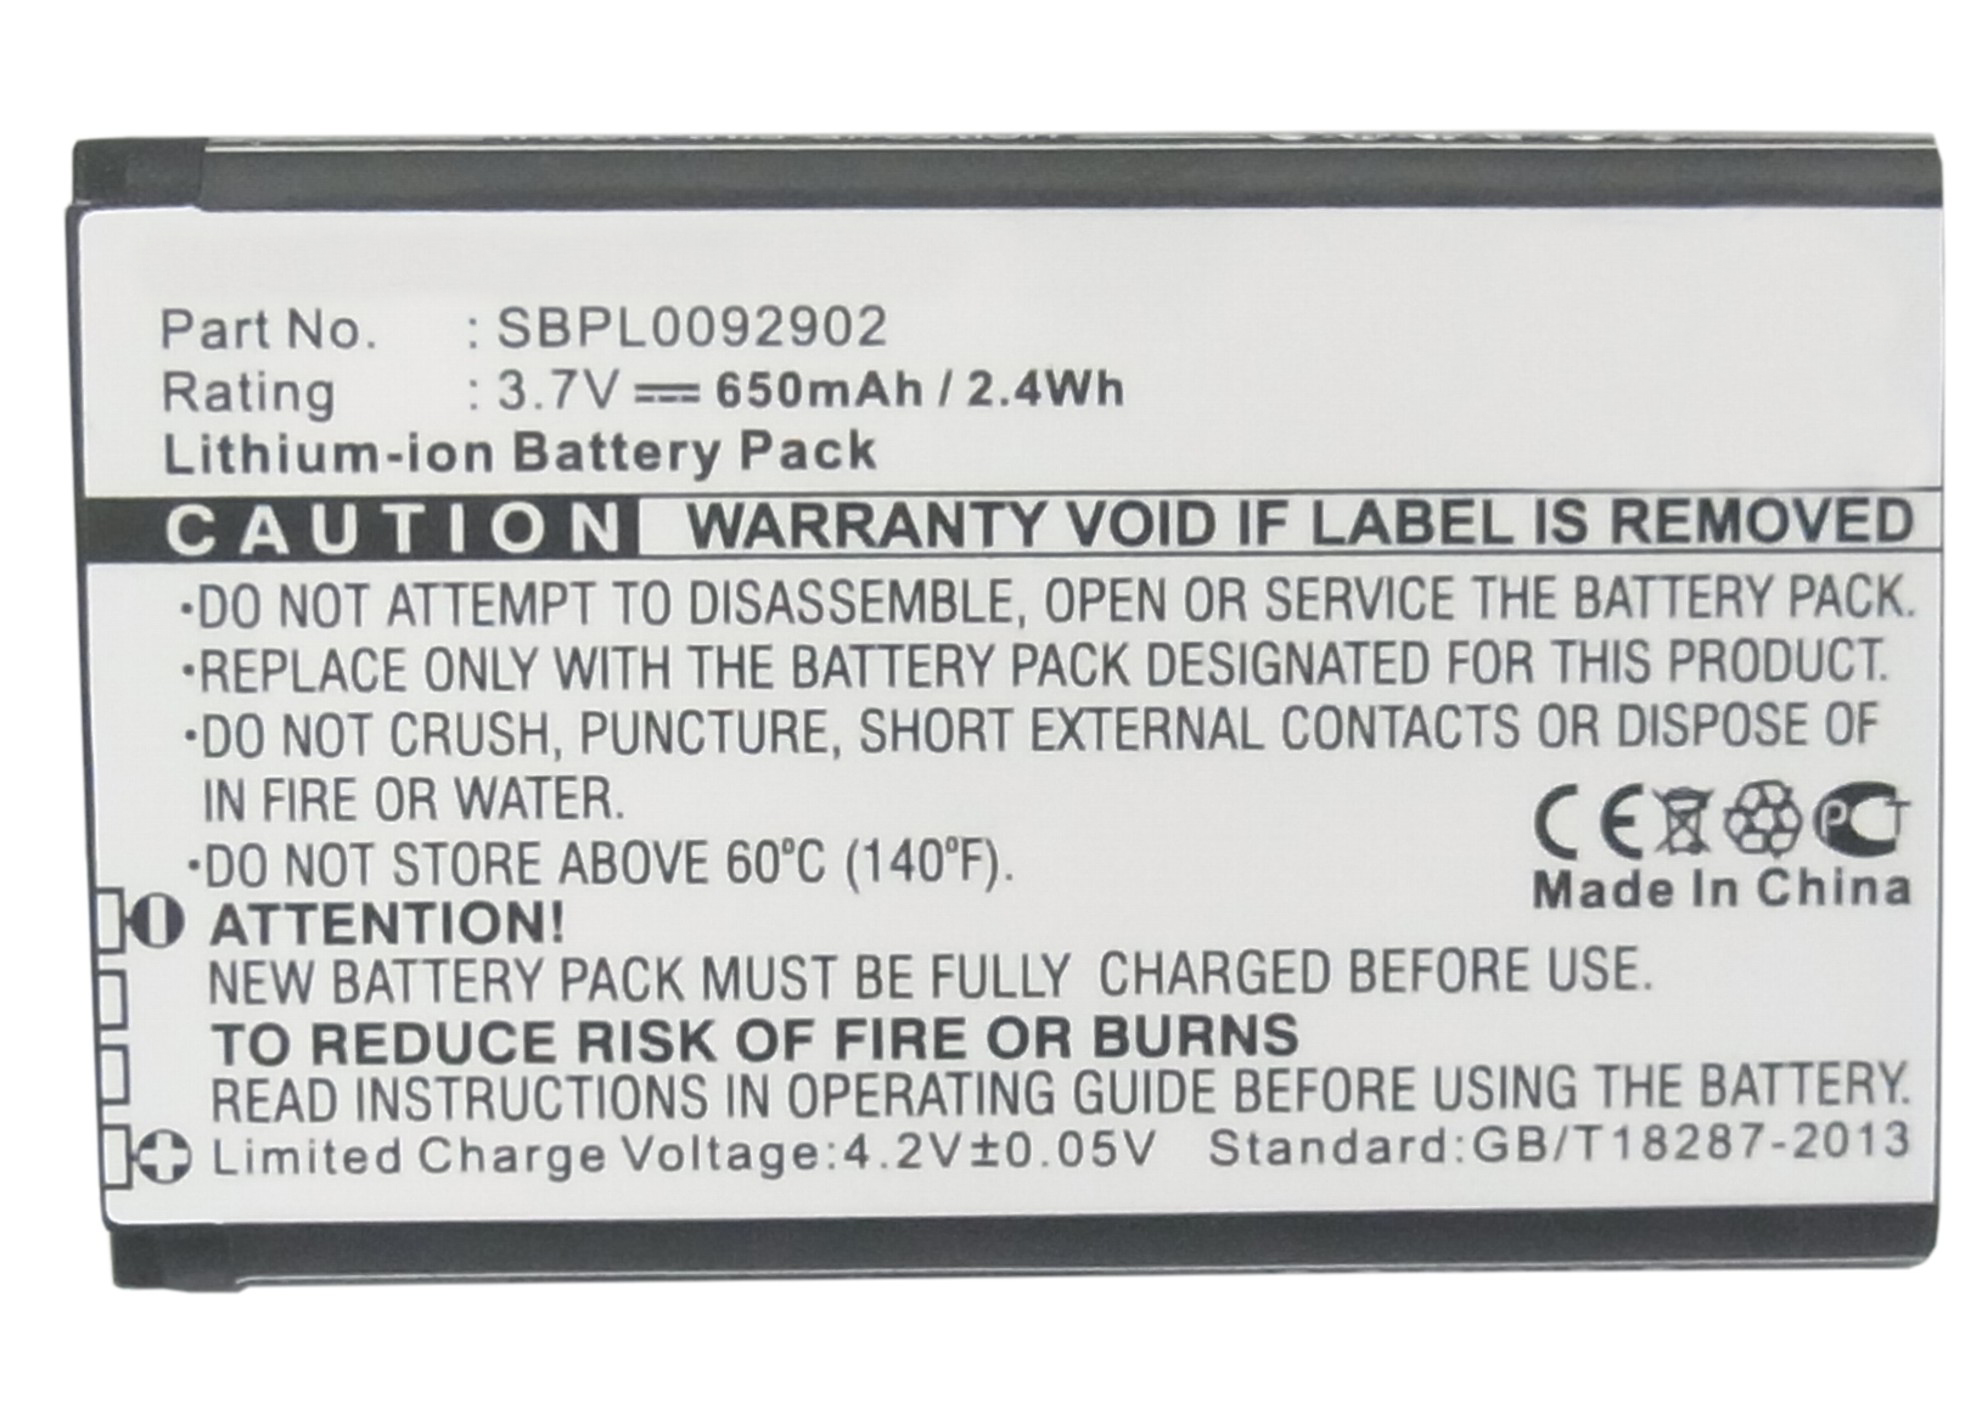 Part No. : SBPL0092902
Rating : 3.7V 650mAh / 2.4Wh
Lithium-ion Battery Pack
CAUTION WARRANTY VOID IF LABEL IS REMOVED
·DO NOT ATTEMPT TO DISASSEMBLE, OPEN OR SERVICE THE BATTERY PACK.
·REPLACE ONLY WITH THE BATTERY PACK DESIGNATED FOR THIS PRODUCT.
·DO NOT CRUSH, PUNCTURE, SHORT EXTERNAL CONTACTS OR DISPOSE OF
IN FIRE OR WATER.
CE PCT
·DO NOT STORE ABOVE 60°C (140°F).
Made In China
ATTENTION!
NEW BATTERY PACK MUST BE FULLY CHARGED BEFORE USE.
TO REDUCE RISK OF FIRE OR BURNS
READ INSTRUCTIONS IN OPERATING GUIDE BEFORE USING THE BATTERY.
Limited Charge Voltage:4.2V±0.05V Standard:GB/T18287-2013